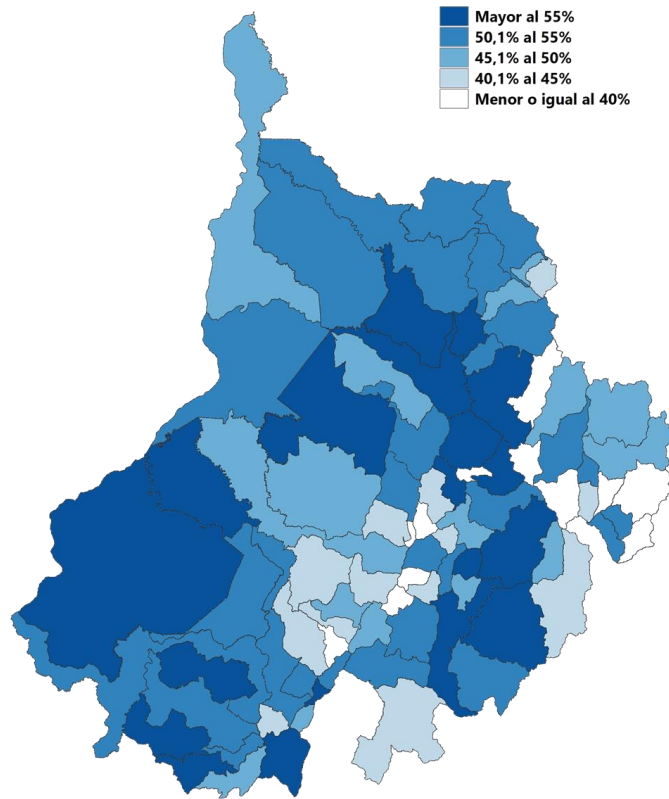 Mayor al 55%
50,1% al 55%
45,1% al 50%
40,1% al 45%
Menor o igual al 40%